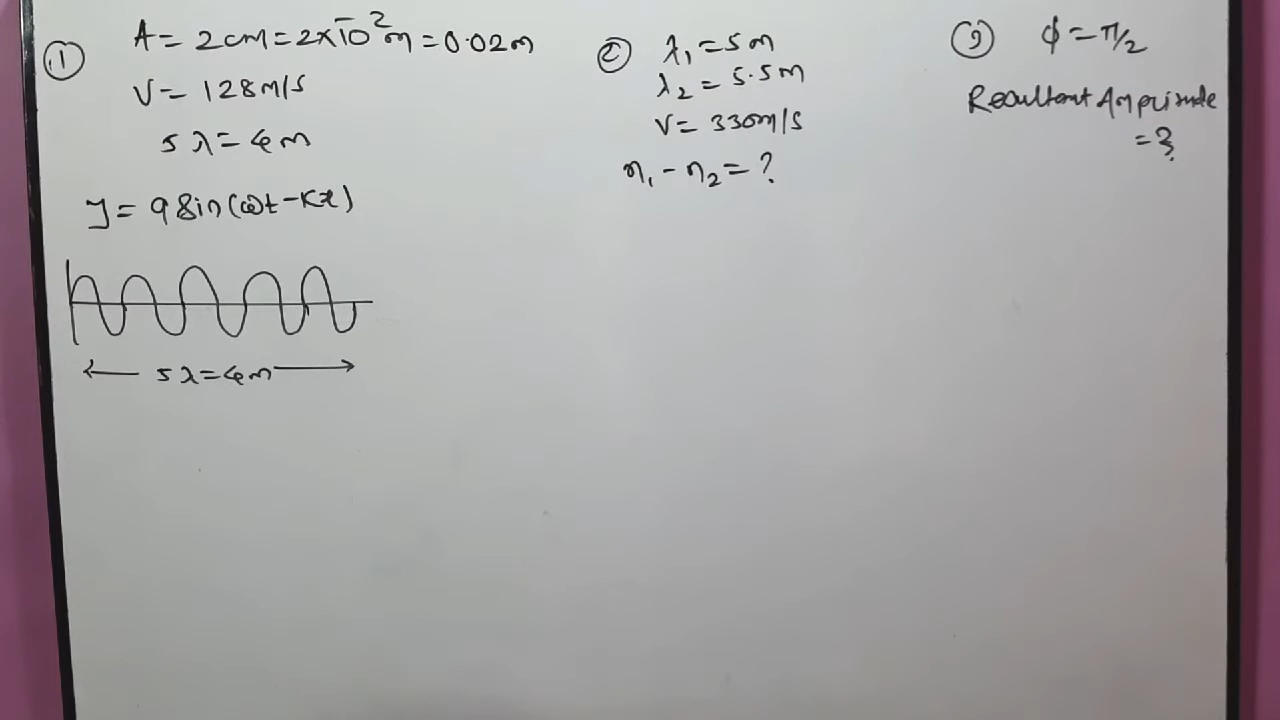 ① A = 2cm = 2×10⁻²m = 0.02m
V = 128m/s
5λ = 4m
y = a sin(ωt - Kx)
5λ = 4m
② λ₁ = 5m
λ₂ = 5.5m
V = 330m/s
n₁ - n₂ = ?
③ ϕ = π/2
Resultant Amplitude
= ?